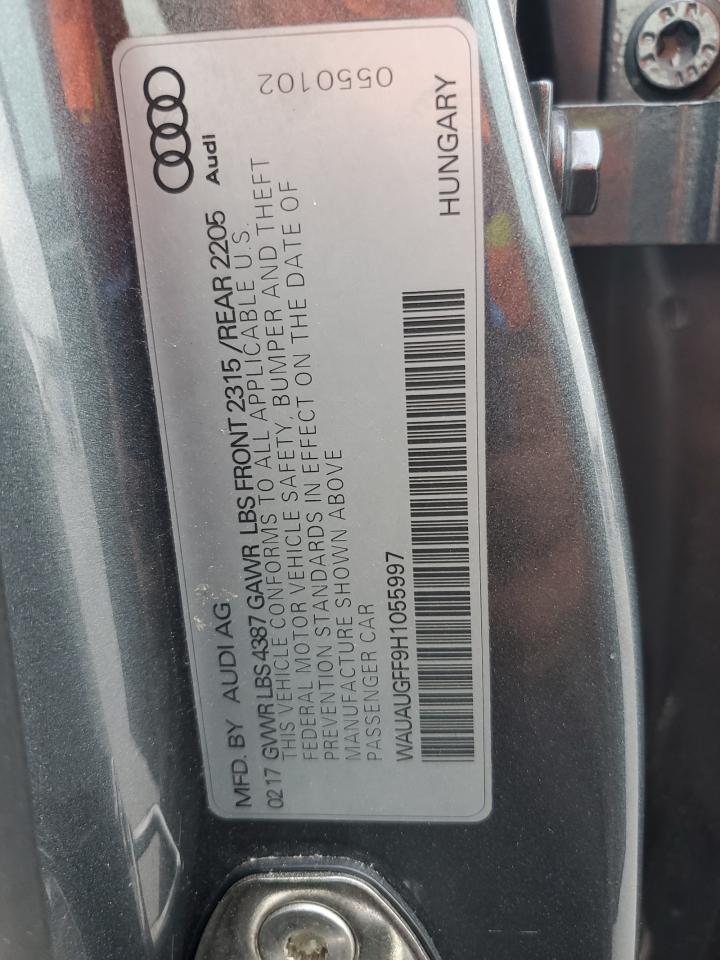 MFD. BY AUDI AG
Audi
02 17 GVWR LBS 4387 GAWR LBS FRONT 2315 /REAR 2205
THIS VEHICLE CONFORMS TO ALL APPLICABLE U.S.
FEDERAL MOTOR VEHICLE SAFETY, BUMPER AND THEFT
PREVENTION STANDARDS IN EFFECT ON THE DATE OF
MANUFACTURE SHOWN ABOVE
PASSENGER CAR
0550102
WAUAUGFF9H1055997
HUNGARY